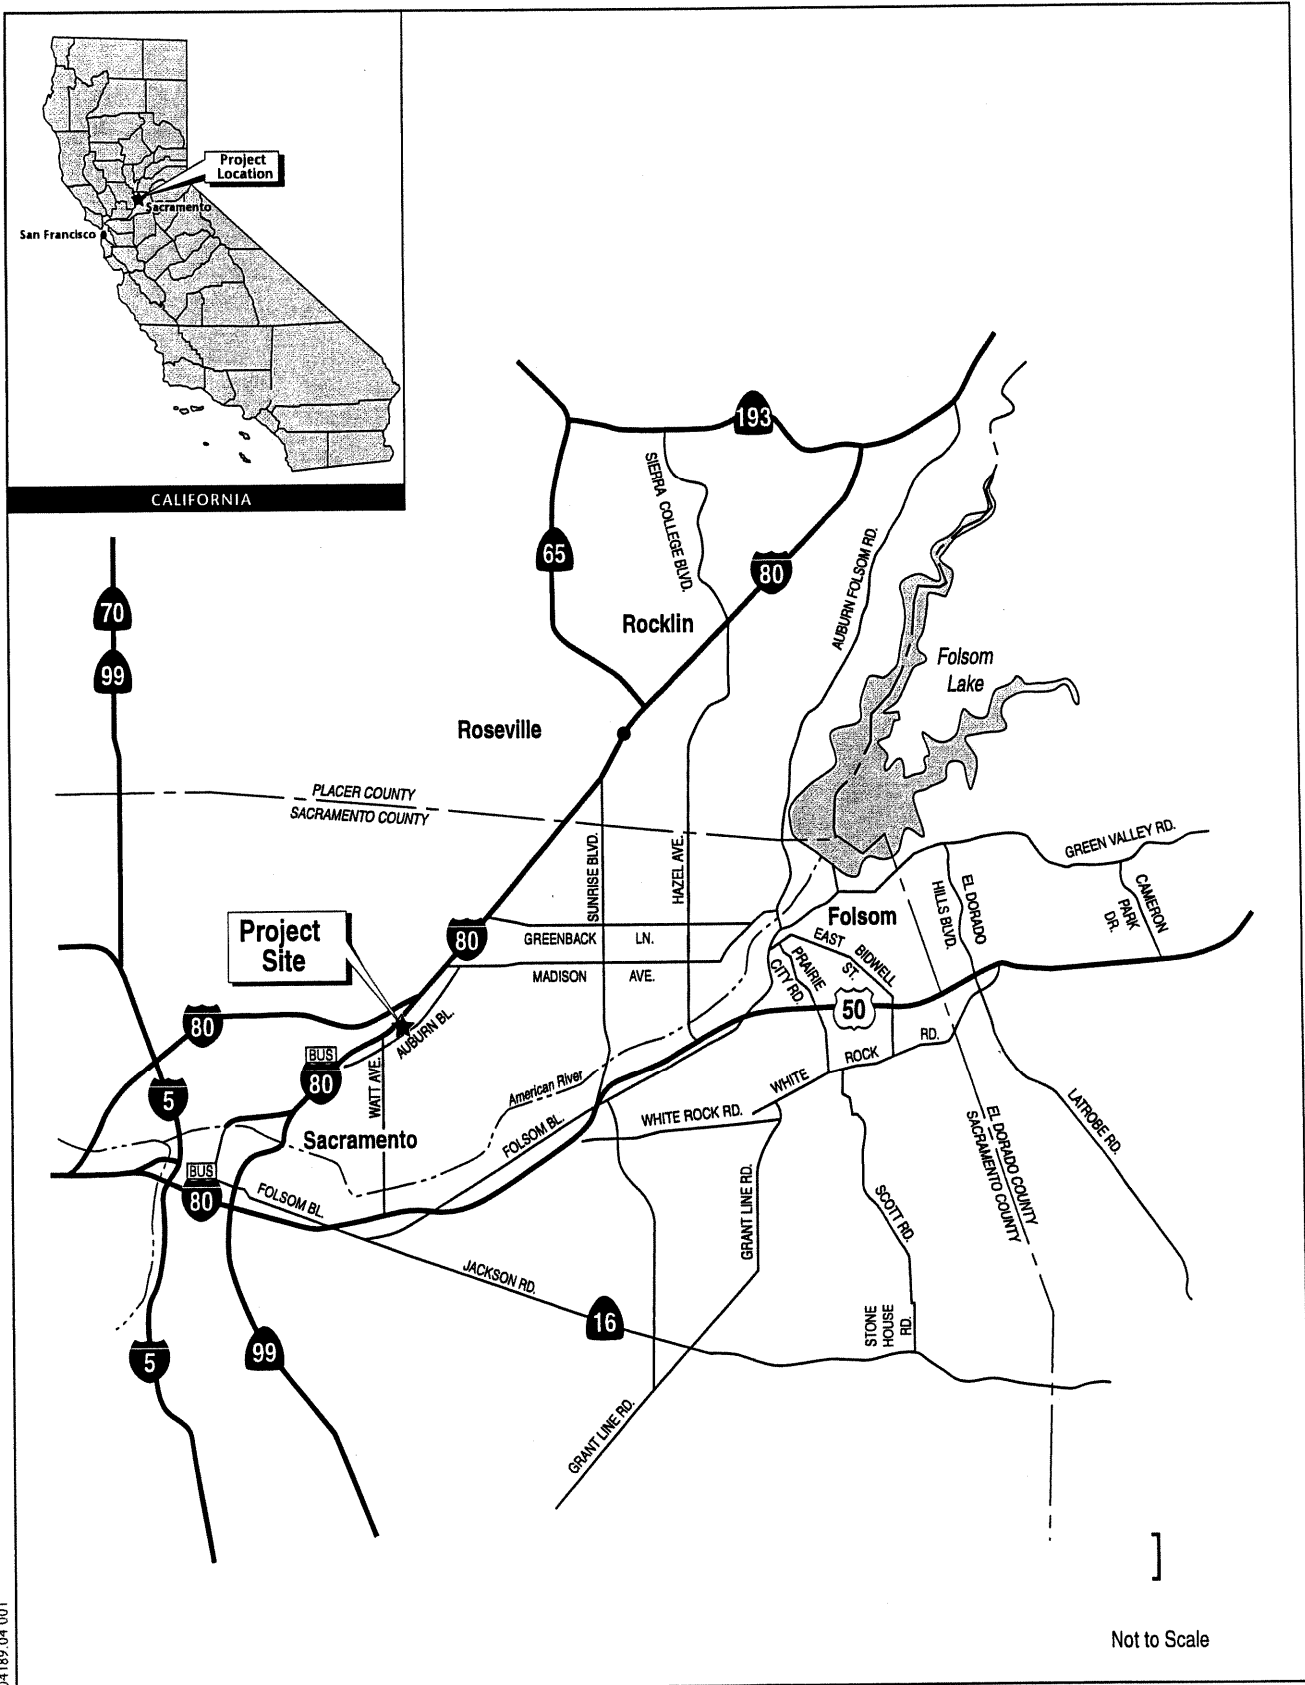 Project
Location
Sacramento
San Francisco
CALIFORNIA
193
SIERRA COLLEGE BLVD.
65
80
AUBURN FOLSOM RD.
70
99
Rocklin
Folsom
Lake
Roseville
PLACER COUNTY
SACRAMENTO COUNTY
SUNRISE BLVD.
HAZEL AVE.
GREEN VALLEY RD.
EL DORADO
HILLS BLVD.
CAMERON
PARK
DR.
Project
Site
80
GREENBACK LN.
MADISON AVE.
Folsom
EAST BIDWELL
ST.
PRAIRIE
CITY RD.
50
80
AUBURN BL.
BUS
80
WATT AVE.
5
American River
FOLSOM BL.
WHITE ROCK RD.
WHITE ROCK RD.
LATROBE RD.
EL DORADO COUNTY
SACRAMENTO COUNTY
Sacramento
BUS
80
FOLSOM BL.
GRANT LINE RD.
SCOTT RD.
JACKSON RD.
16
STONE
HOUSE
RD.
5
99
GRANT LINE RD.
]
Not to Scale
04189.04 001